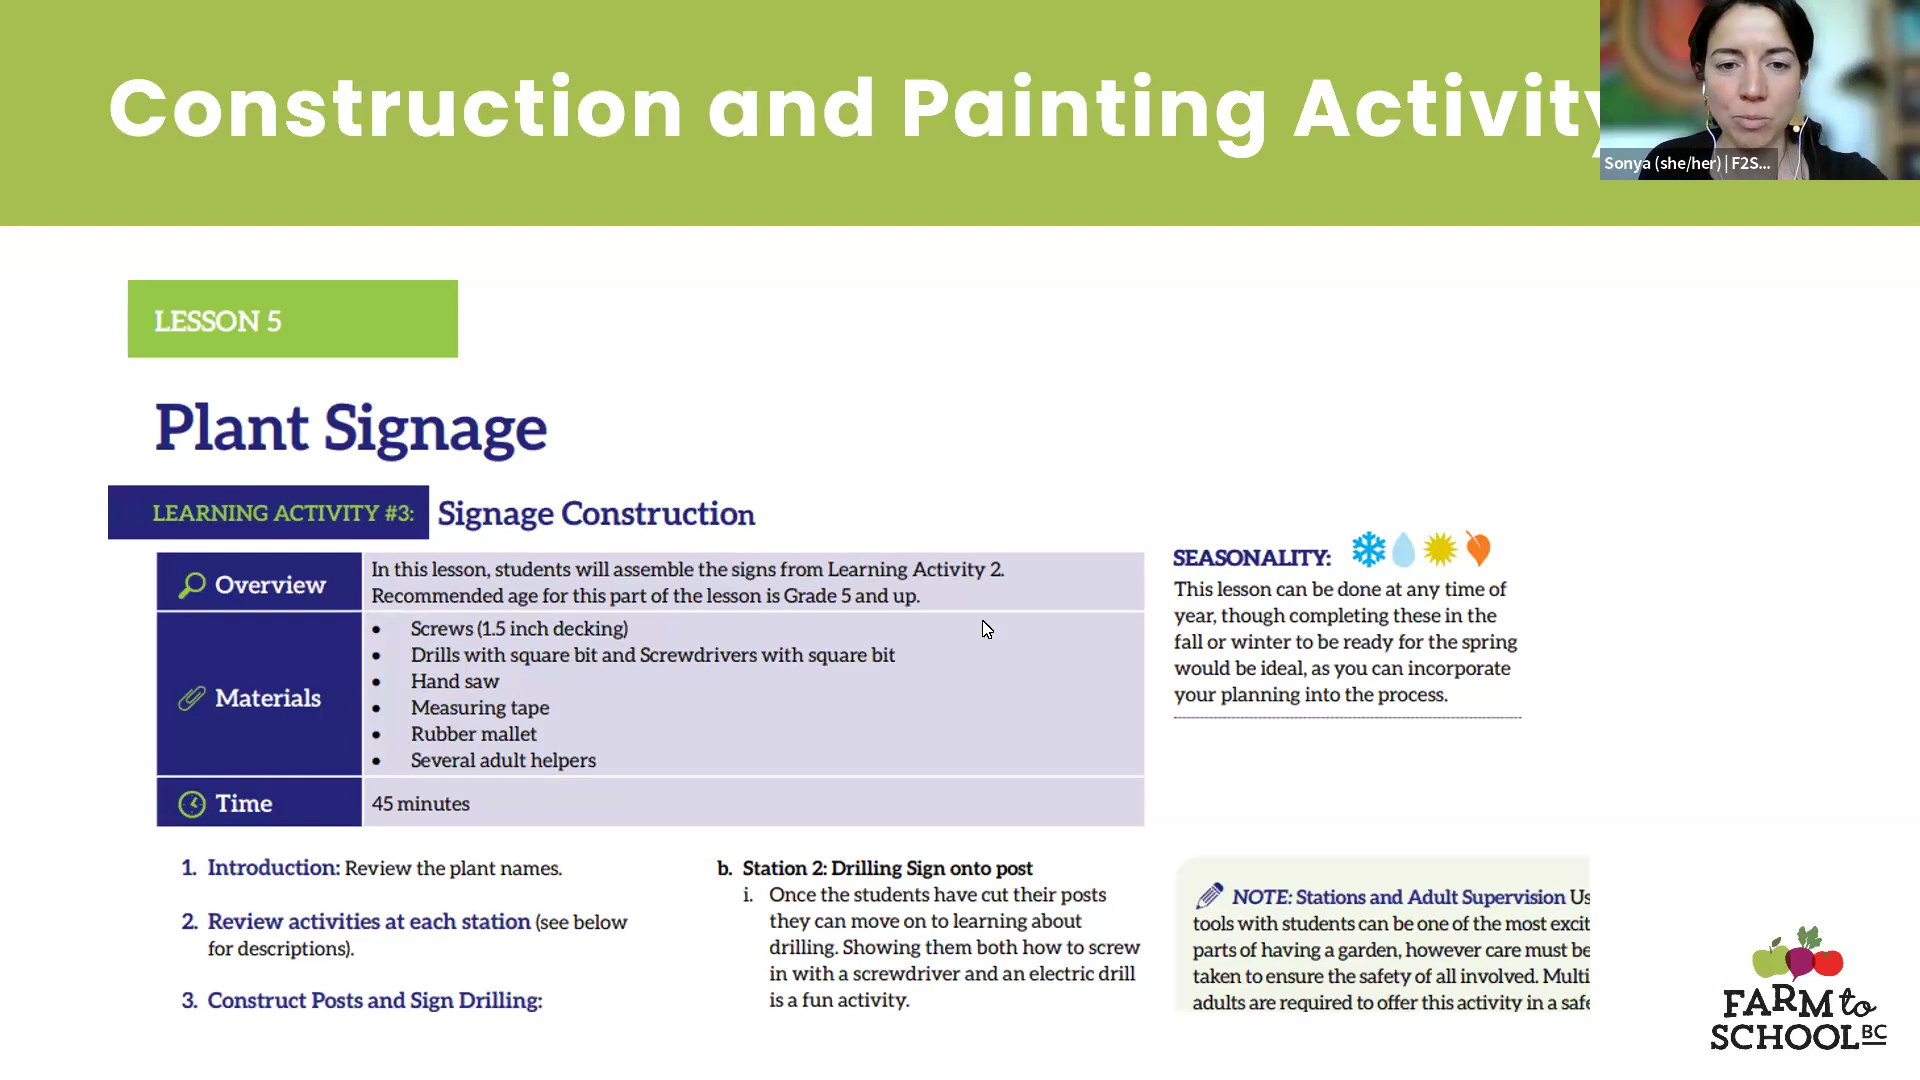 Construction and Painting Activity
Sonya (she/her) | F2S...
LESSON 5
Plant Signage
LEARNING ACTIVITY #3: Signage Construction
Overview
In this lesson, students will assemble the signs from Learning Activity 2.
Recommended age for this part of the lesson is Grade 5 and up.
Materials
• Screws (1.5 inch decking)
• Drills with square bit and Screwdrivers with square bit
• Hand saw
• Measuring tape
• Rubber mallet
• Several adult helpers
Time
45 minutes
SEASONALITY:
This lesson can be done at any time of
year, though completing these in the
fall or winter to be ready for the spring
would be ideal, as you can incorporate
your planning into the process.
1. Introduction: Review the plant names.
2. Review activities at each station (see below
for descriptions).
3. Construct Posts and Sign Drilling:
b. Station 2: Drilling Sign onto post
i. Once the students have cut their posts
they can move on to learning about
drilling. Showing them both how to screw
in with a screwdriver and an electric drill
is a fun activity.
NOTE: Stations and Adult Supervision Us
tools with students can be one of the most excit
parts of having a garden, however care must be
taken to ensure the safety of all involved. Multi
adults are required to offer this activity in a safe
FARM to
SCHOOL BC